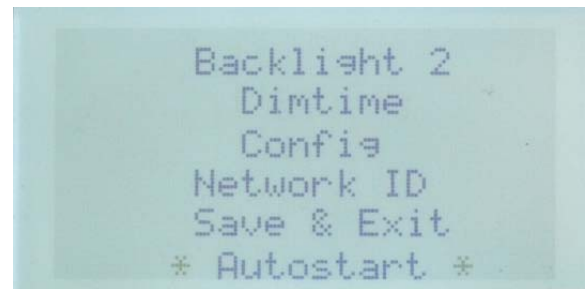 Backlight 2
Dimtime
Config
Network ID
Save & Exit
* Autostart *